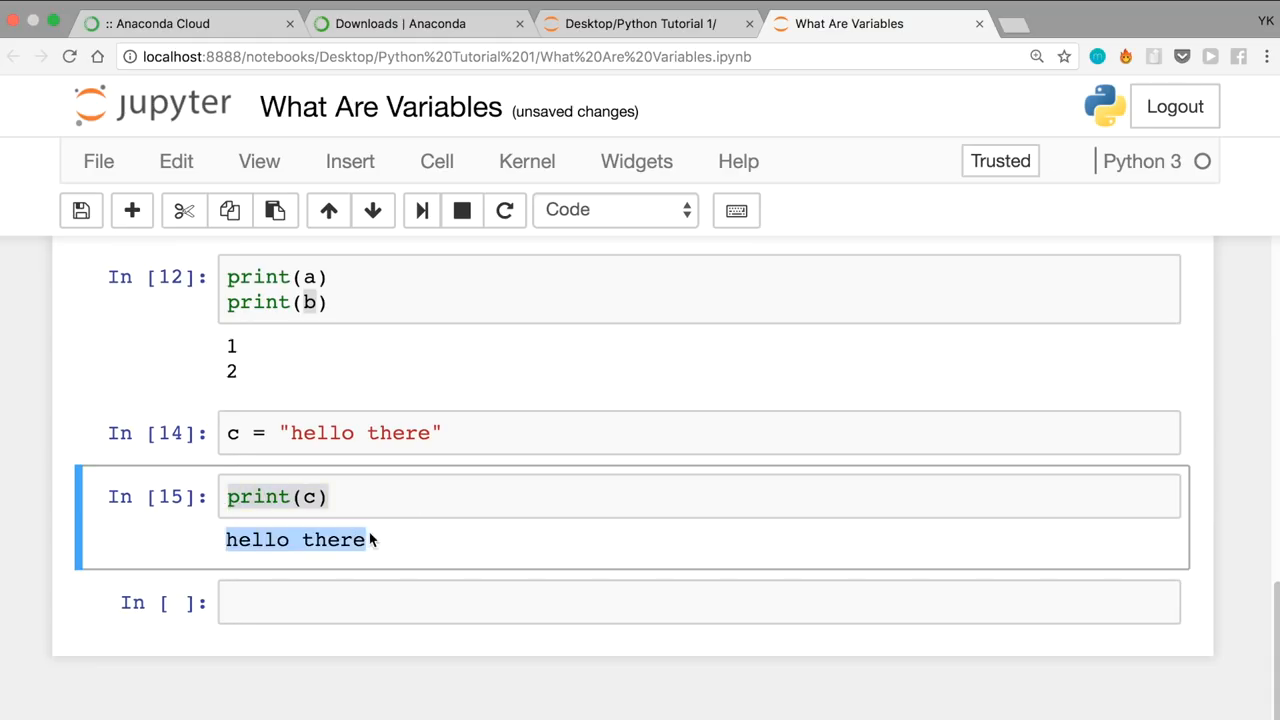 :: Anaconda Cloud
Downloads | Anaconda
Desktop/Python Tutorial 1/
What Are Variables
YK
localhost:8888/notebooks/Desktop/Python%20Tutorial%201/What%20Are%20Variables.ipynb
jupyter What Are Variables (unsaved changes)
Logout
File Edit View Insert Cell Kernel Widgets Help
Trusted
Python 3
Code
In [12]: print(a)
print(b)
1
2
In [14]: c = "hello there"
In [15]: print(c)
hello there
In [ ]: